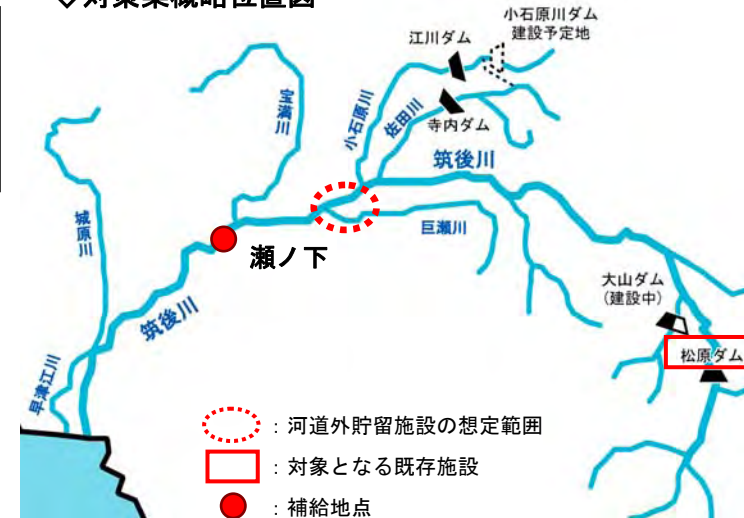 ◇対策案概略位置図
小石原川ダム
建設予定地
江川ダム
宝満川
小石原川
佐田川
寺内ダム
筑後川
城原川
巨瀬川
瀬ノ下
大山ダム
(建設中)
筑後川
松原ダム
早津江川
：河道外貯留施設の想定範囲
：対象となる既存施設
：補給地点